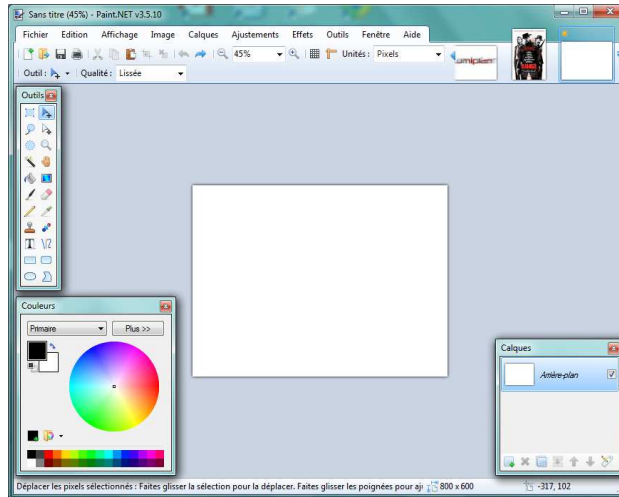 Sans titre (45%) - Paint.NET v3.5.10
Fichier Edition Affichage Image Calques Ajustements Effets Outils Fenêtre Aide
45% Unités : Pixels
umiplan
Outil : Qualité : Lissée
Outils
Couleurs
Primaire Plus >>
Calques
Arrière-plan
Déplacer les pixels sélectionnés : Faites glisser la sélection pour la déplacer. Faites glisser les poignées pour aju 800 x 600 -317, 102